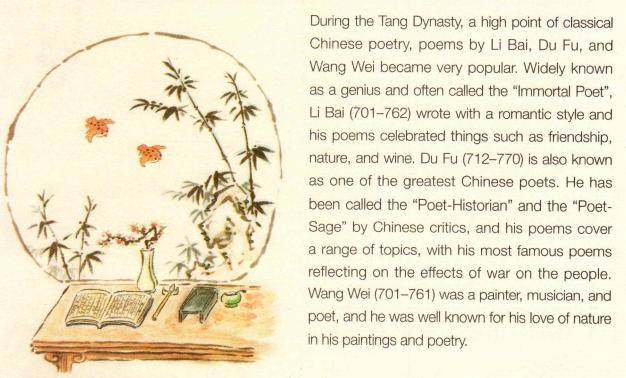 During the Tang Dynasty, a high point of classical
Chinese poetry, poems by Li Bai, Du Fu, and
Wang Wei became very popular. Widely known
as a genius and often called the “Immortal Poet”,
Li Bai (701–762) wrote with a romantic style and
his poems celebrated things such as friendship,
nature, and wine. Du Fu (712–770) is also known
as one of the greatest Chinese poets. He has
been called the “Poet-Historian” and the “Poet-
Sage” by Chinese critics, and his poems cover
a range of topics, with his most famous poems
reflecting on the effects of war on the people.
Wang Wei (701–761) was a painter, musician, and
poet, and he was well known for his love of nature
in his paintings and poetry.